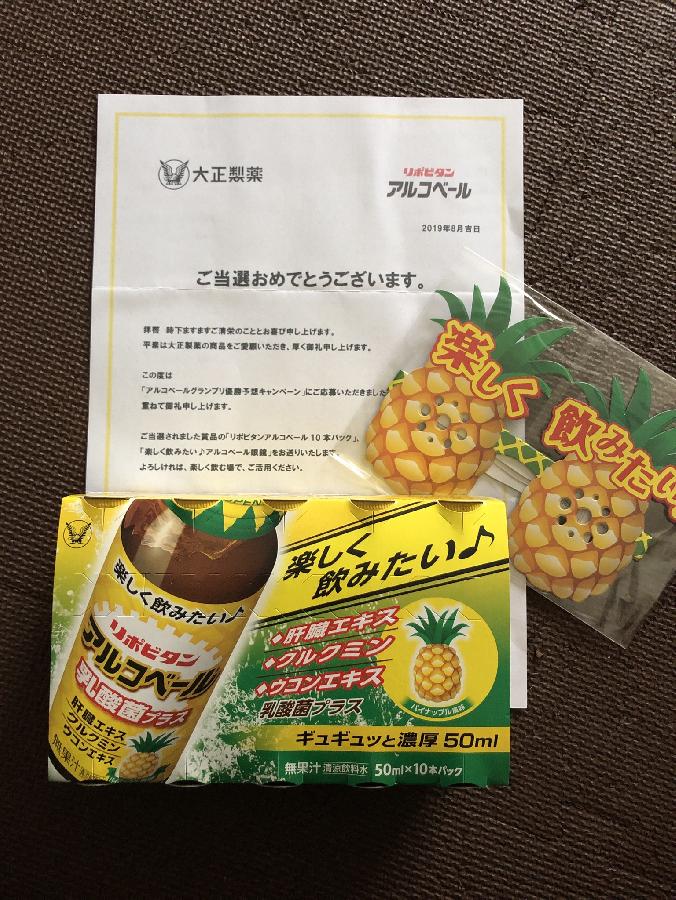 大正製薬
リポビタン
アルコベール
2019年8月吉日
ご当選おめでとうございます。
拝啓 時下ますますご清栄のこととお喜び申し上げます。
平素は大正製薬の商品をご愛顧いただき、厚く御礼申し上げます。
この度は
「アルコベールグランプリ優勝予想キャンペーン」にご応募いただきました
重ねて御礼申し上げます。
ご当選されました賞品の「リポビタンアルコベール 10本パック」、
「楽しく飲みたい♪アルコベール眼鏡」をお送りいたします。
よろしければ、楽しく飲む場で、ご活用ください。
楽しく
飲みたい
楽しく
飲みたい♪
◆肝臓エキス
◆クルクミン
◆ウコンエキス
乳酸菌プラス
パイナップル風味
ギュギュッと濃厚 50ml
無果汁 清涼飲料水 50ml×10本パック
楽しく飲みたい♪
リポビタン
アルコベール
乳酸菌プラス
肝臓エキス
クルクミン
ウコンエキス
無果汁